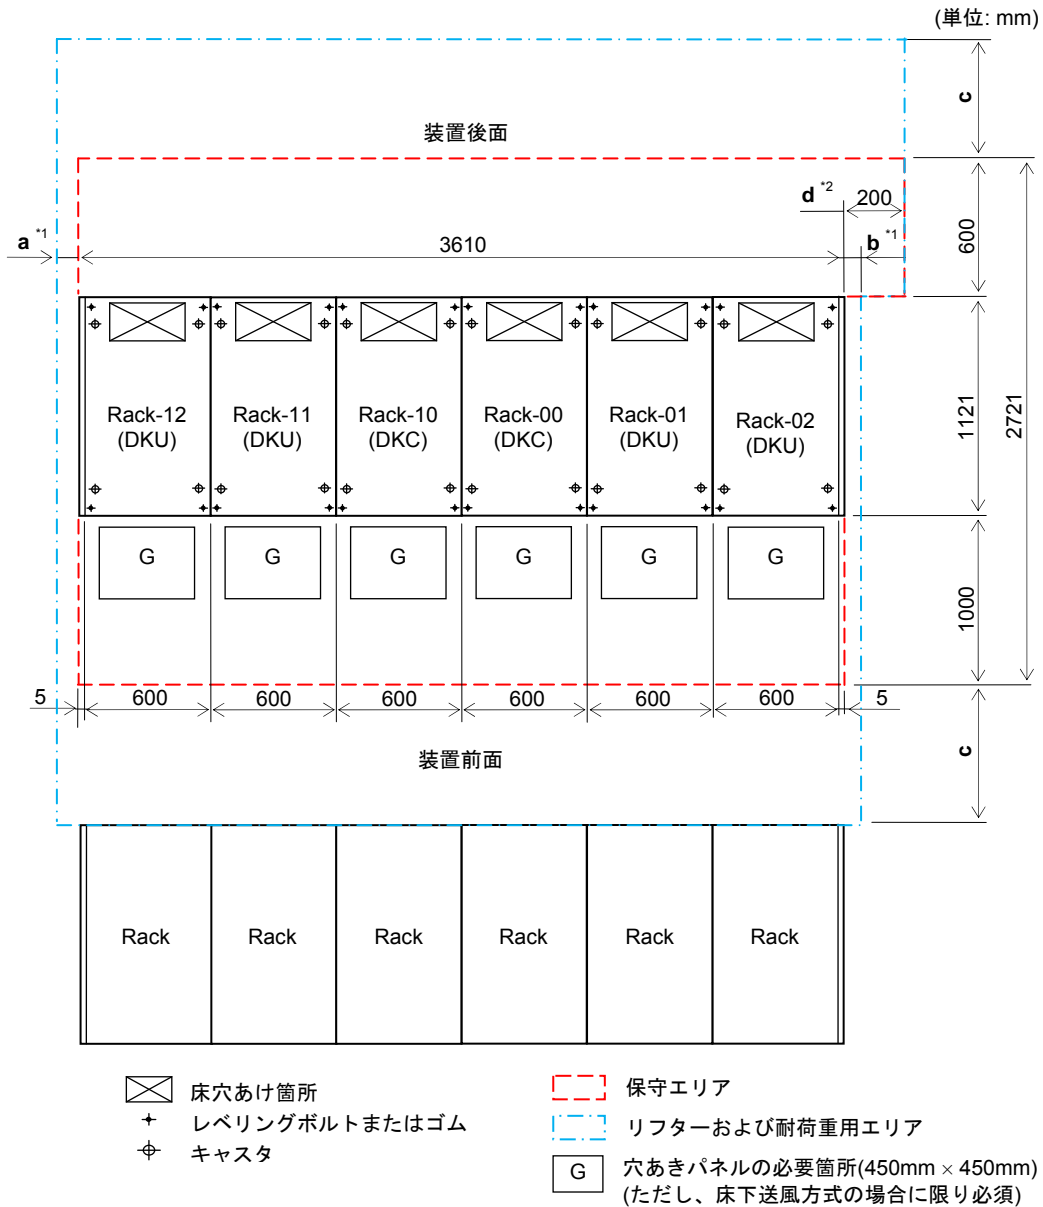 (単位: mm)
c
装置後面
d *2
200
600
2721
a *1
3610
b *1
Rack-12
(DKU)
Rack-11
(DKU)
Rack-10
(DKC)
Rack-00
(DKC)
Rack-01
(DKU)
Rack-02
(DKU)
1121
G
G
G
G
G
G
1000
5
600
600
600
600
600
600
5
装置前面
c
Rack
Rack
Rack
Rack
Rack
Rack
床穴あけ箇所
レベリングボルトまたはゴム
キャスタ
保守エリア
リフターおよび耐荷重用エリア
G
穴あきパネルの必要箇所(450mm × 450mm)
(ただし、床下送風方式の場合に限り必須)